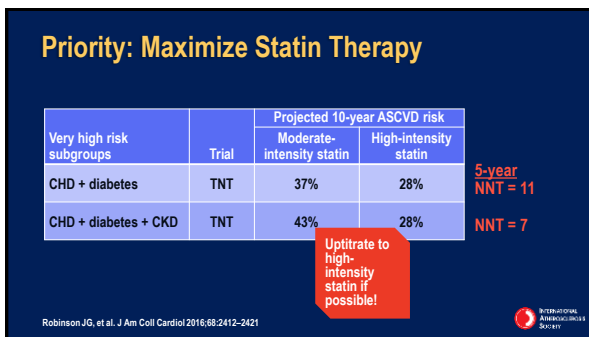 Priority: Maximize Statin Therapy
Projected 10-year ASCVD risk
Very high risk
subgroups
Trial
Moderate-
intensity statin
High-intensity
statin
CHD + diabetes TNT 37% 28%
5-year
NNT = 11
CHD + diabetes + CKD TNT 43% 28%
NNT = 7
Uptitrate to
high-
intensity
statin if
possible!
Robinson JG, et al. J Am Coll Cardiol 2016;68:2412–2421
INTERNATIONAL
ATHEROSCLEROSIS
SOCIETY